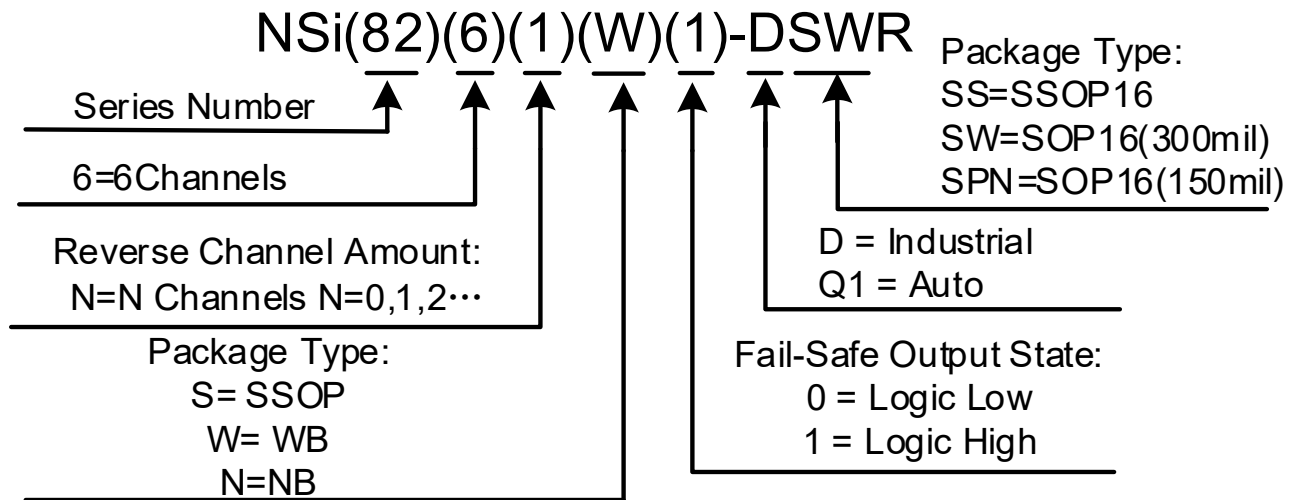 NSi(82)(6)(1)(W)(1)-DSWR
Series Number
6=6Channels
Reverse Channel Amount:
N=N Channels N=0,1,2···
Package Type:
S= SSOP
W= WB
N=NB
Package Type:
SS=SSOP16
SW=SOP16(300mil)
SPN=SOP16(150mil)
D = Industrial
Q1 = Auto
Fail-Safe Output State:
0 = Logic Low
1 = Logic High